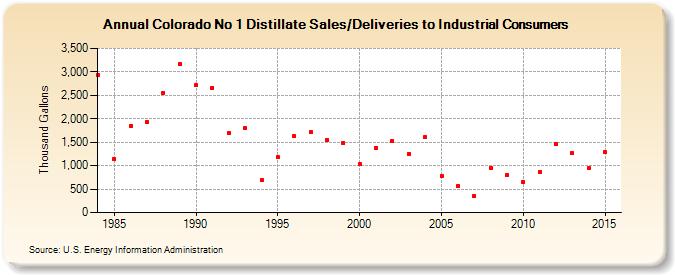 Annual Colorado No 1 Distillate Sales/Deliveries to Industrial Consumers
Thousand Gallons
3,500
3,000
2,500
2,000
1,500
1,000
500
0
1985 1990 1995 2000 2005 2010 2015
Source: U.S. Energy Information Administration